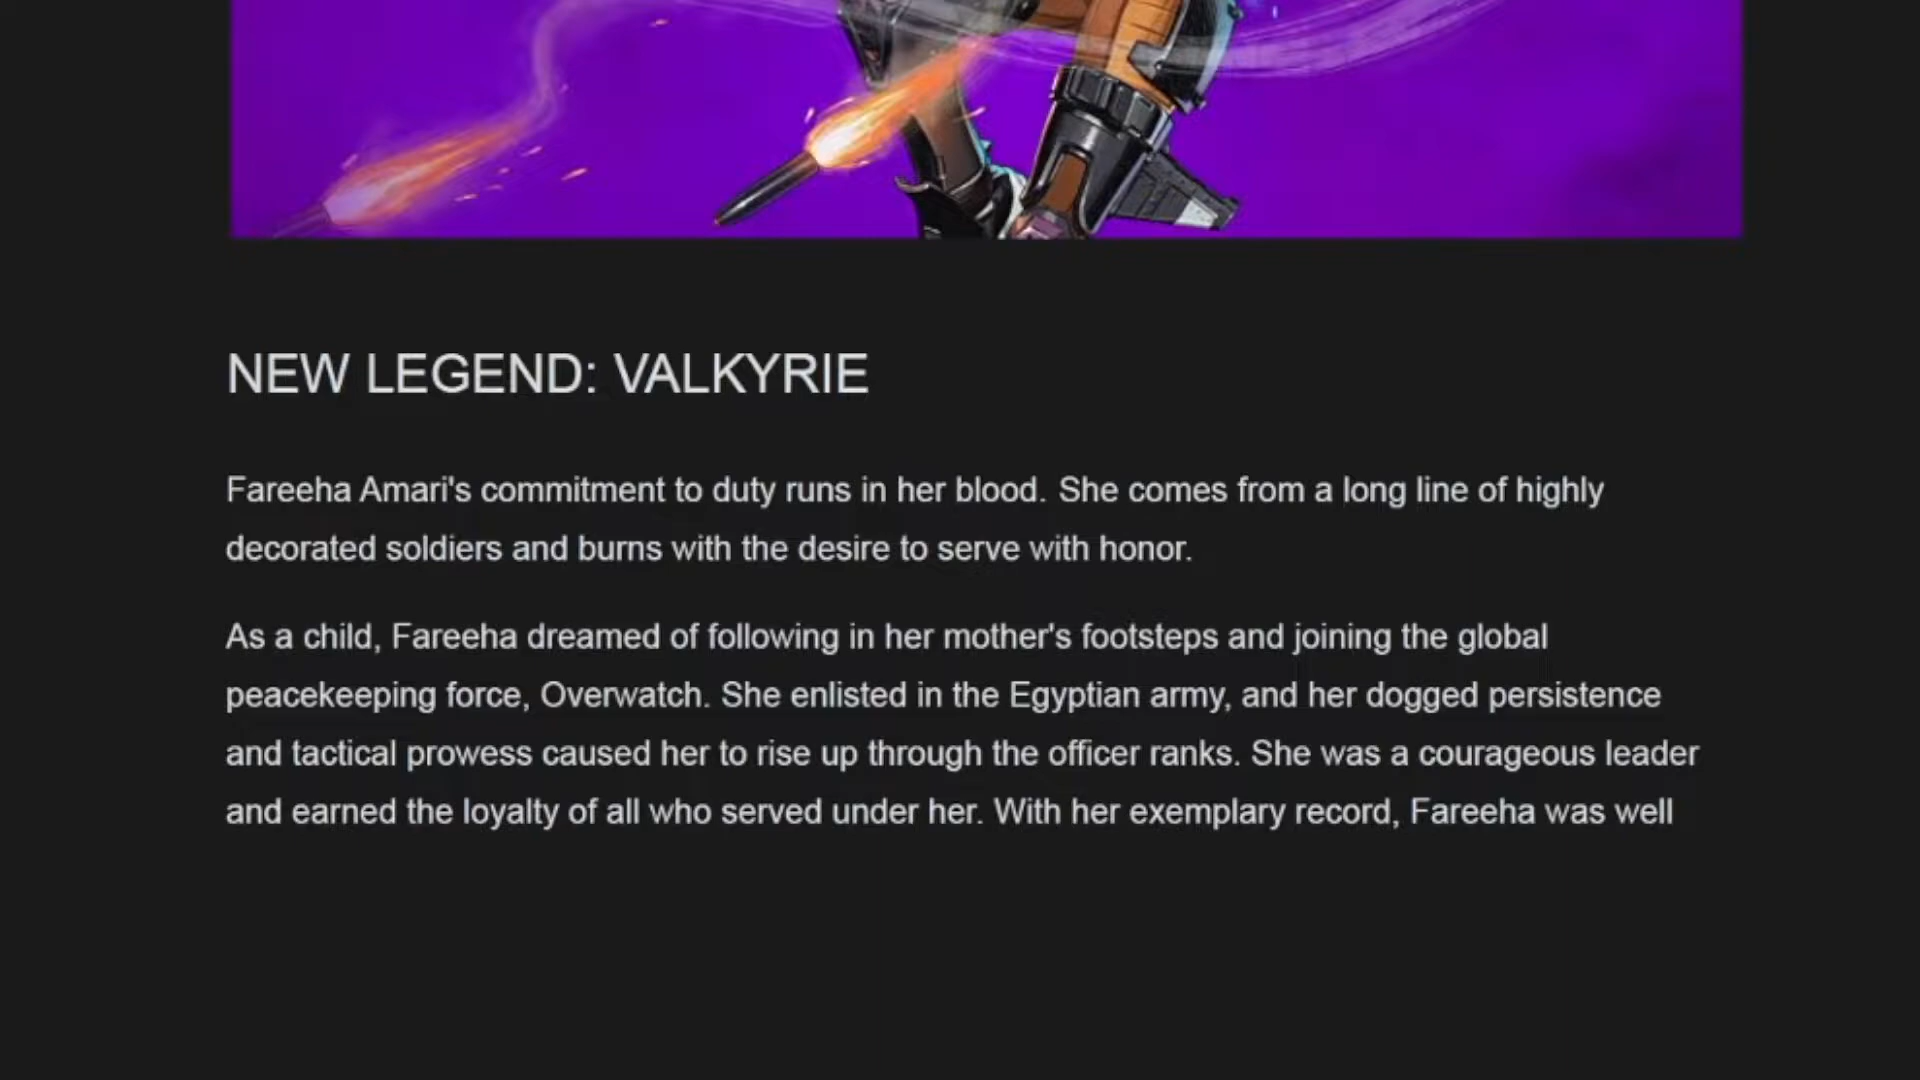 NEW LEGEND: VALKYRIE
Fareeha Amari's commitment to duty runs in her blood. She comes from a long line of highly
decorated soldiers and burns with the desire to serve with honor.
As a child, Fareeha dreamed of following in her mother's footsteps and joining the global
peacekeeping force, Overwatch. She enlisted in the Egyptian army, and her dogged persistence
and tactical prowess caused her to rise up through the officer ranks. She was a courageous leader
and earned the loyalty of all who served under her. With her exemplary record, Fareeha was well